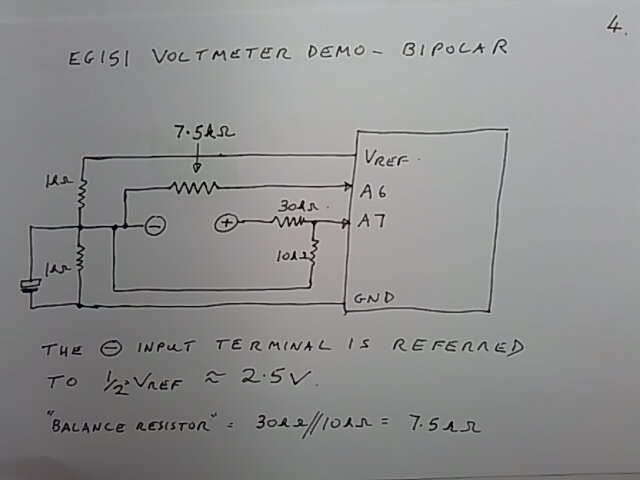 4.
EG151 VOLTMETER DEMO - BIPOLAR
7.5kΩ
VREF.
1kΩ
A6
30kΩ.
- + A7
10kΩ
1kΩ
GND
THE ⊖ INPUT TERMINAL IS REFERRED
TO 1/2 VREF ≈ 2.5V.
"BALANCE RESISTOR" = 30kΩ//10kΩ = 7.5kΩ